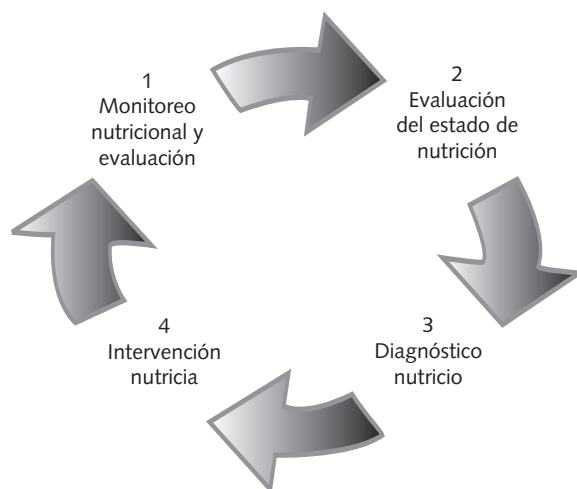 1
Monitoreo
nutricional y
evaluación
2
Evaluación
del estado de
nutrición
3
Diagnóstico
nutricio
4
Intervención
nutricia